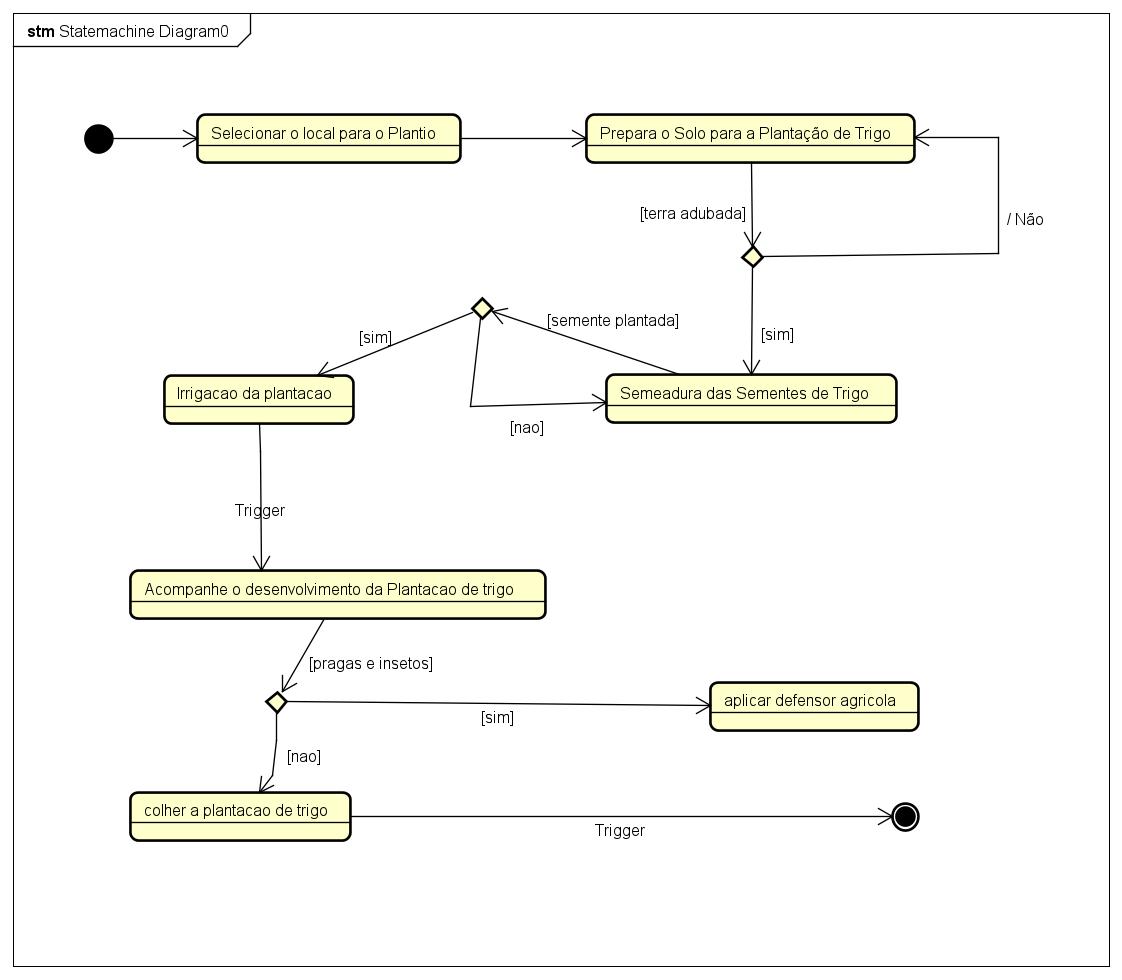 stm Statemachine Diagram0
Selecionar o local para o Plantio
Prepara o Solo para a Plantação de Trigo
[terra adubada]
/ Não
[semente plantada]
[sim]
[sim]
Irrigacao da plantacao
Semeadura das Sementes de Trigo
[nao]
Trigger
Acompanhe o desenvolvimento da Plantacao de trigo
[pragas e insetos]
aplicar defensor agricola
[sim]
[nao]
colher a plantacao de trigo
Trigger